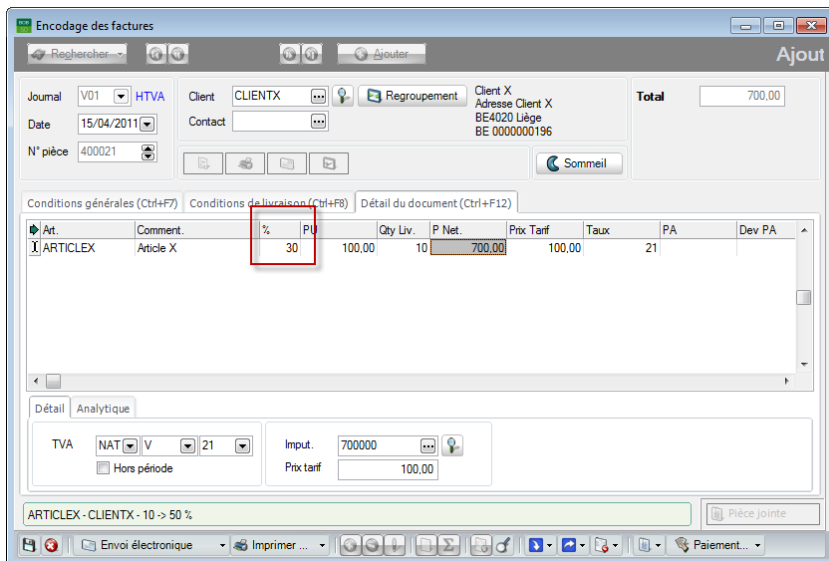 Encodage des factures
Rechercher Ajouter Ajout
Journal V01 HTVA Client CLIENTX Regroupement Client X Total 700,00
Adresse Client X
Date 15/04/2011 Contact BE4020 Liège
BE 0000000196
N° pièce 400021 Sommeil
Conditions générales (Ctrl+F7) Conditions de livraison (Ctrl+F8) Détail du document (Ctrl+F12)
Art. Comment. % PU Qty Liv. P Net. Prix Tarif Taux PA Dev PA
ARTICLEX Article X 30 100,00 10 700,00 100,00 21
Détail Analytique
TVA NAT V 21 Imput. 700000
Hors période Prix tarif 100,00
ARTICLEX - CLIENTX - 10 -> 50 % Pièce jointe
Envoi électronique Imprimer ... Paiement...